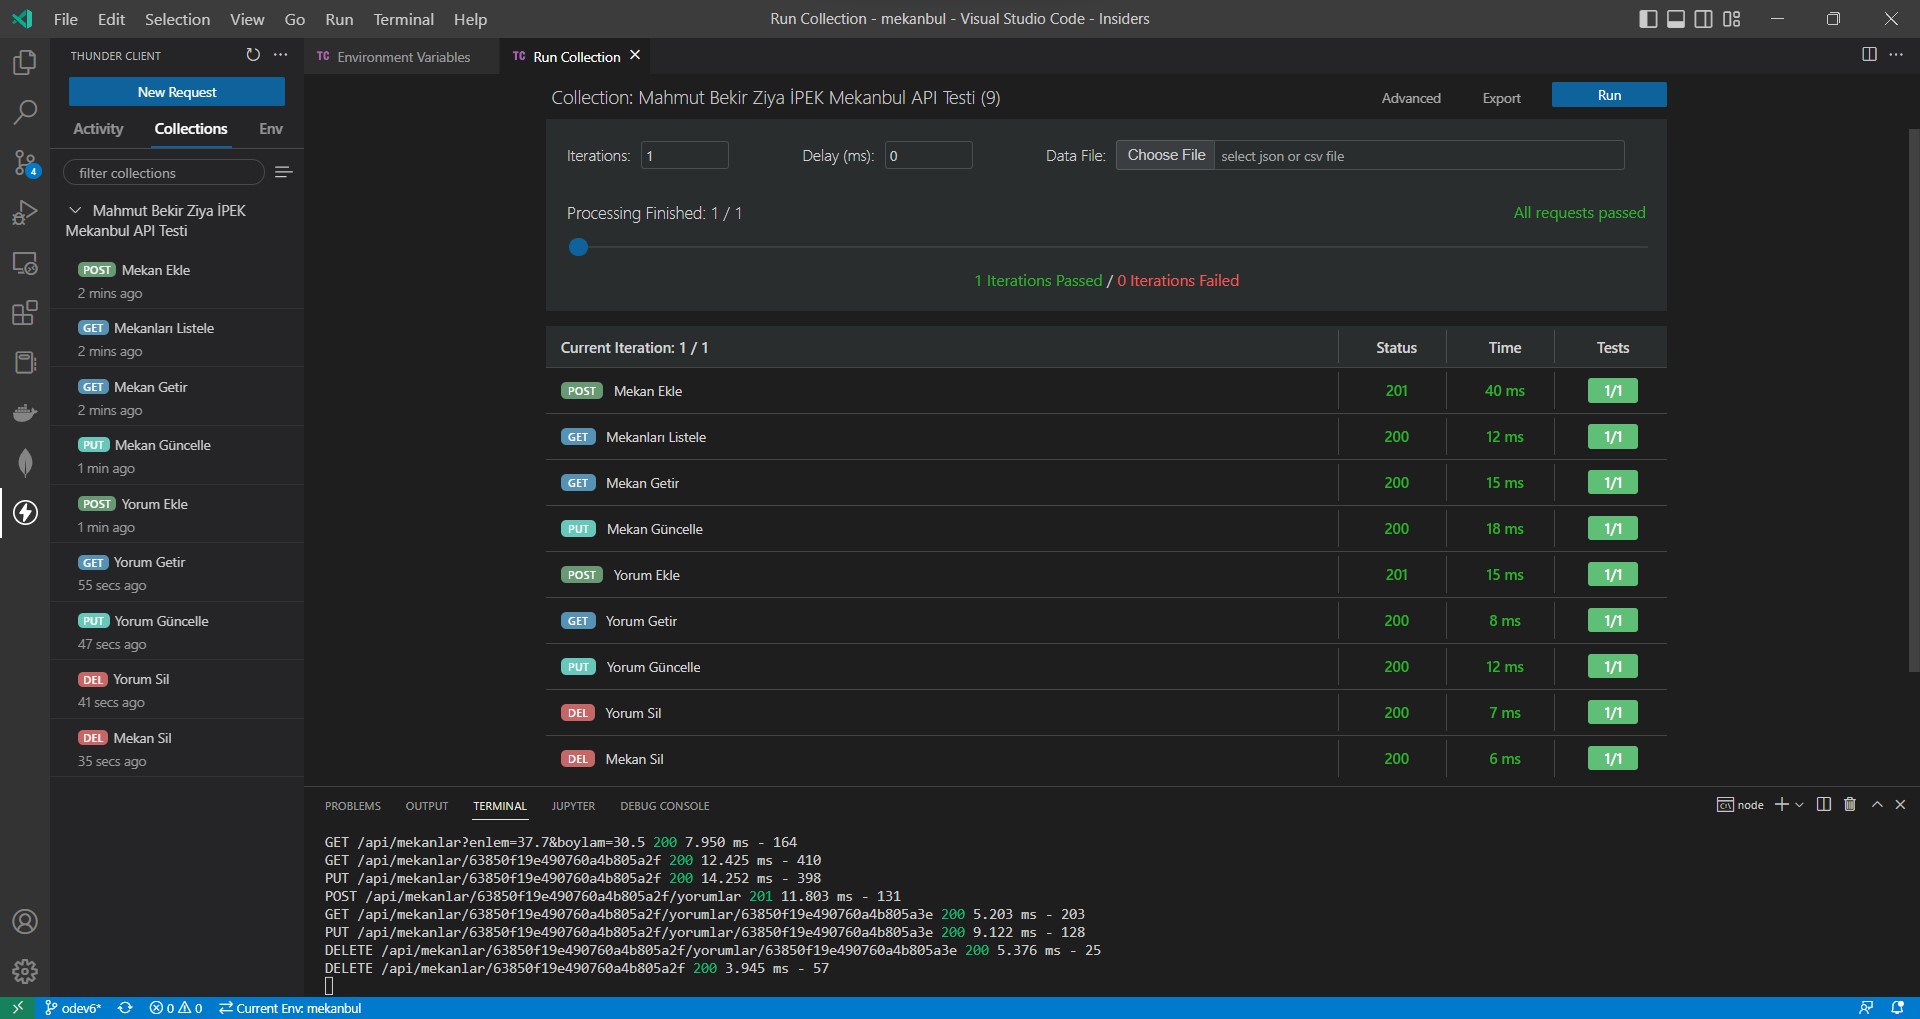 File Edit Selection View Go Run Terminal Help
Run Collection - mekanbul - Visual Studio Code - Insiders
THUNDER CLIENT
New Request
Activity Collections Env
filter collections
Mahmut Bekir Ziya İPEK
Mekanbul API Testi
POST Mekan Ekle
2 mins ago
GET Mekanları Listele
2 mins ago
GET Mekan Getir
2 mins ago
PUT Mekan Güncelle
1 min ago
POST Yorum Ekle
1 min ago
GET Yorum Getir
55 secs ago
PUT Yorum Güncelle
47 secs ago
DEL Yorum Sil
41 secs ago
DEL Mekan Sil
35 secs ago
4
TC Environment Variables TC Run Collection
Collection: Mahmut Bekir Ziya İPEK Mekanbul API Testi (9)
Advanced Export Run
Iterations: 1 Delay (ms): 0 Data File: Choose File select json or csv file
Processing Finished: 1 / 1 All requests passed
1 Iterations Passed / 0 Iterations Failed
Current Iteration: 1 / 1 Status Time Tests
POST Mekan Ekle 201 40 ms 1/1
GET Mekanları Listele 200 12 ms 1/1
GET Mekan Getir 200 15 ms 1/1
PUT Mekan Güncelle 200 18 ms 1/1
POST Yorum Ekle 201 15 ms 1/1
GET Yorum Getir 200 8 ms 1/1
PUT Yorum Güncelle 200 12 ms 1/1
DEL Yorum Sil 200 7 ms 1/1
DEL Mekan Sil 200 6 ms 1/1
PROBLEMS OUTPUT TERMINAL JUPYTER DEBUG CONSOLE
node
GET /api/mekanlar?enlem=37.7&boylam=30.5 200 7.950 ms - 164
GET /api/mekanlar/63850f19e490760a4b805a2f 200 12.425 ms - 410
PUT /api/mekanlar/63850f19e490760a4b805a2f 200 14.252 ms - 398
POST /api/mekanlar/63850f19e490760a4b805a2f/yorumlar 201 11.803 ms - 131
GET /api/mekanlar/63850f19e490760a4b805a2f/yorumlar/63850f19e490760a4b805a3e 200 5.203 ms - 203
PUT /api/mekanlar/63850f19e490760a4b805a2f/yorumlar/63850f19e490760a4b805a3e 200 9.122 ms - 128
DELETE /api/mekanlar/63850f19e490760a4b805a2f/yorumlar/63850f19e490760a4b805a3e 200 5.376 ms - 25
DELETE /api/mekanlar/63850f19e490760a4b805a2f 200 3.945 ms - 57
odev6* 0 0 Current Env: mekanbul